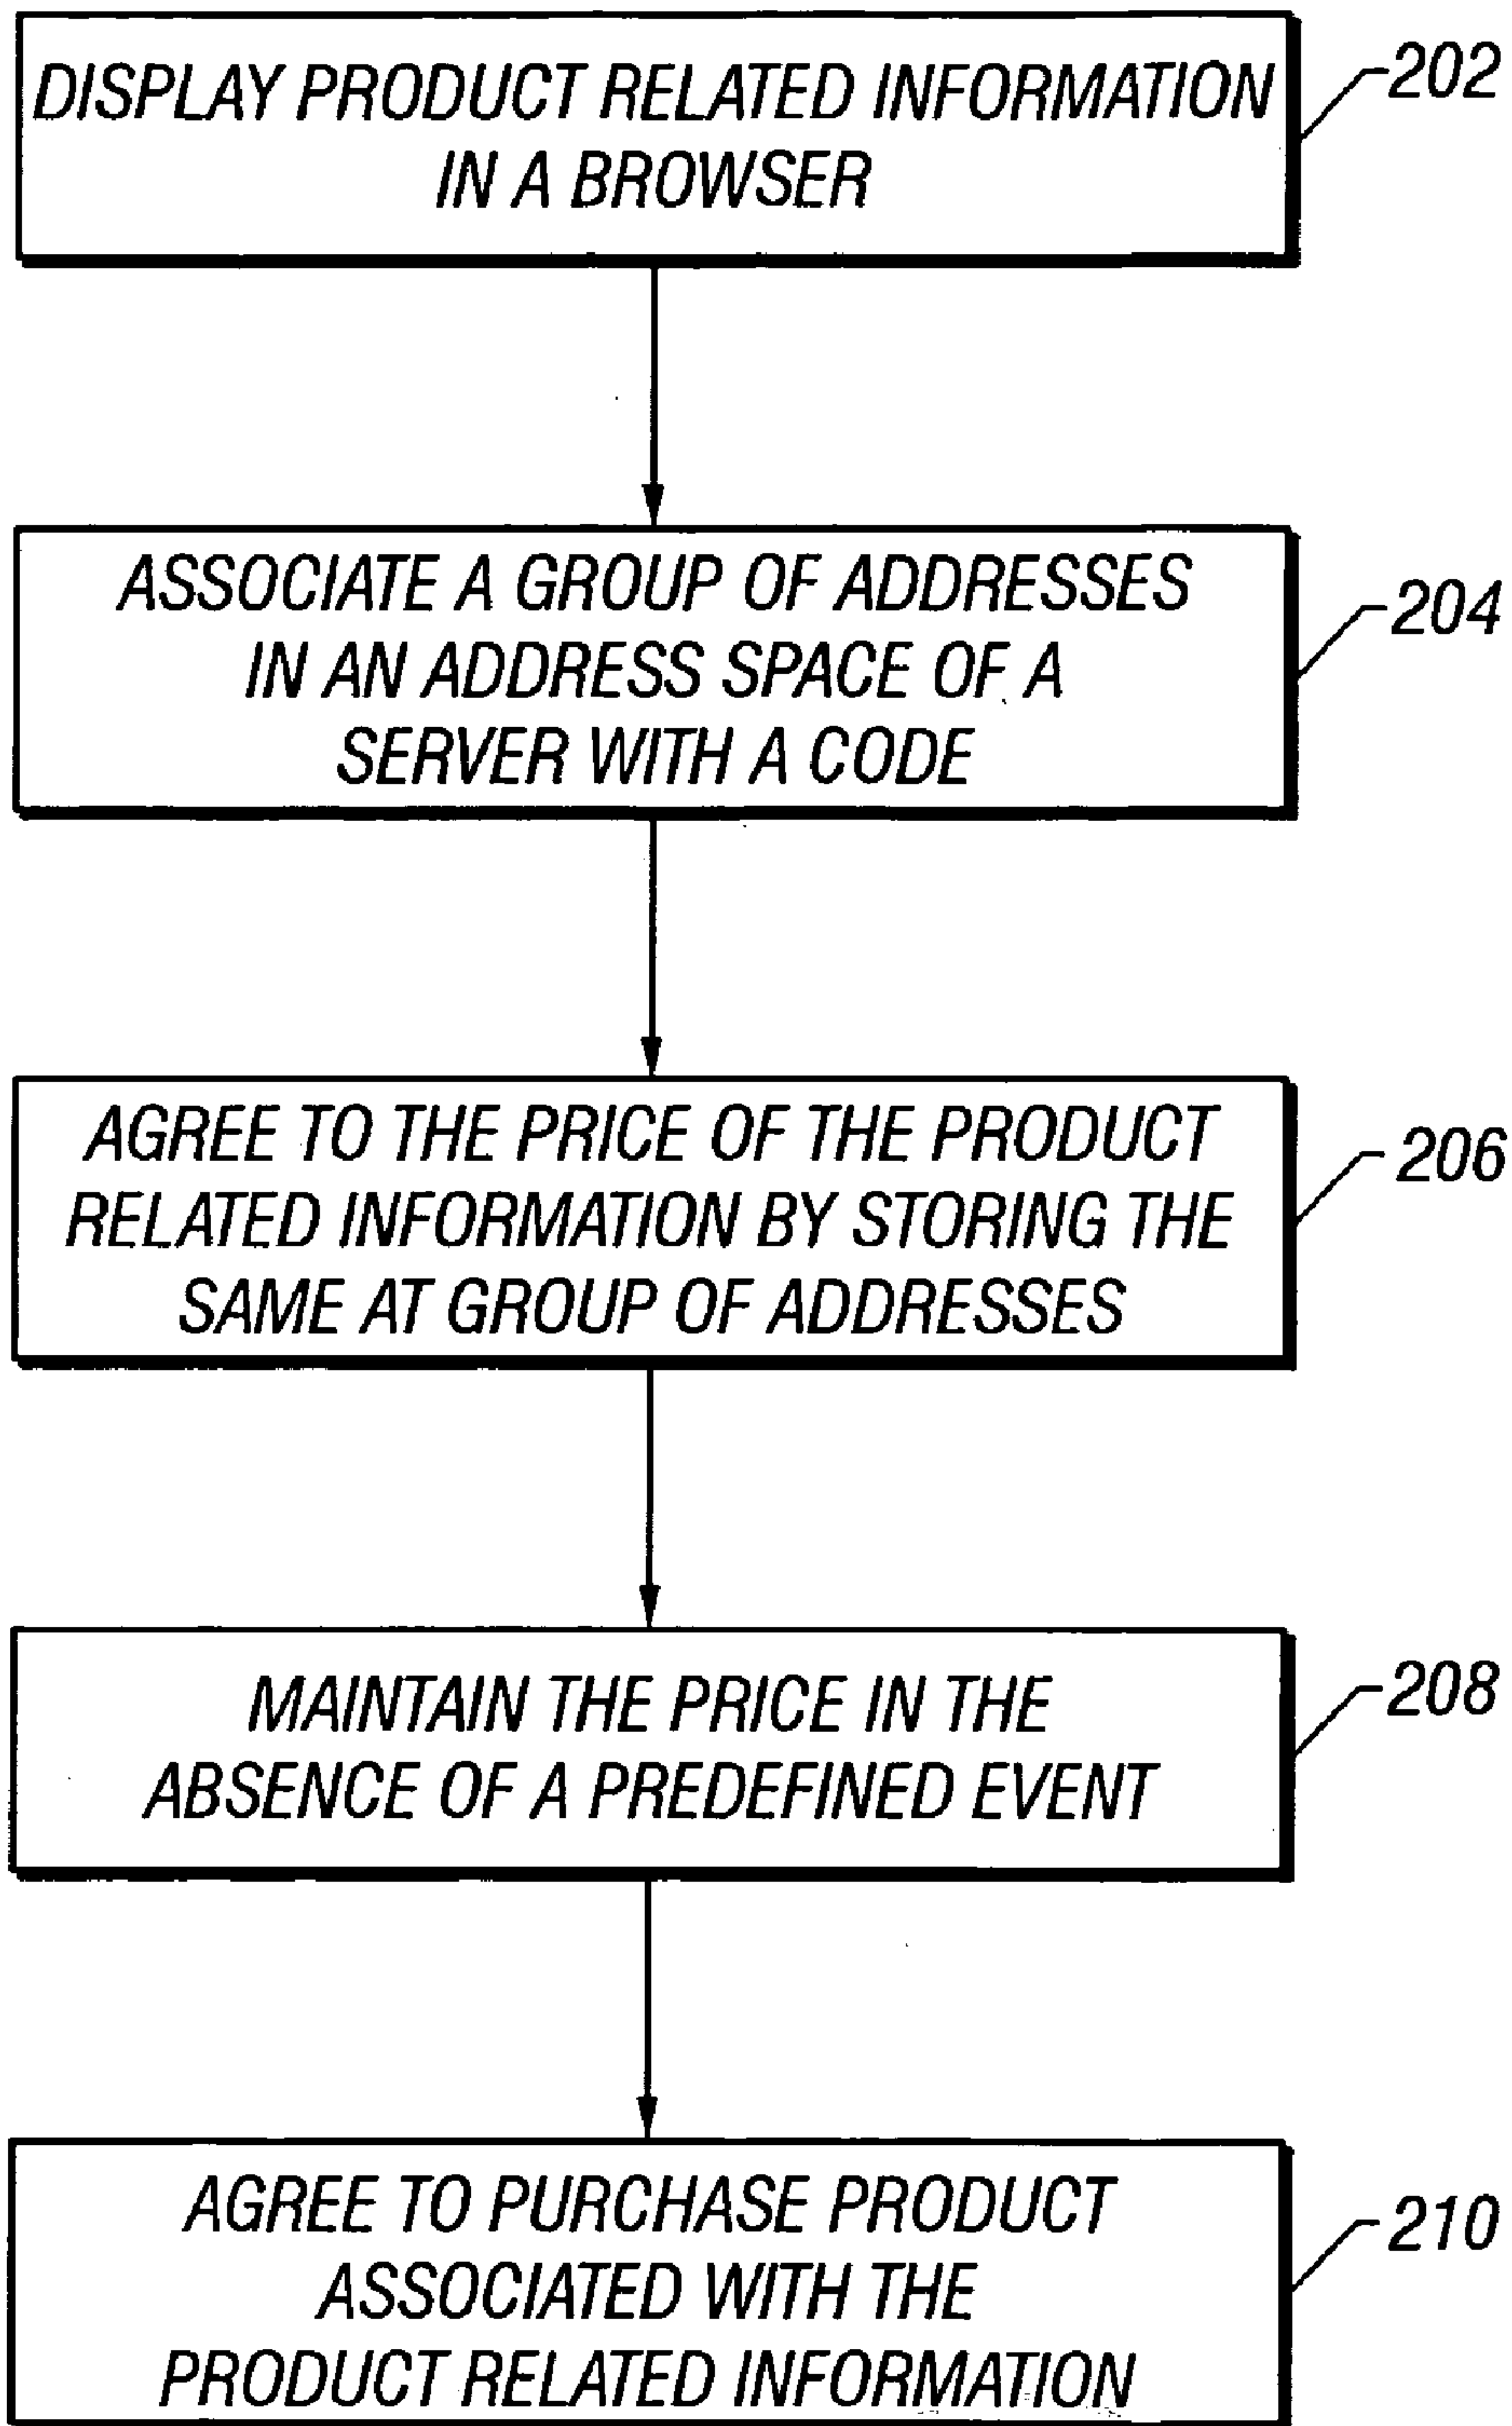 DISPLAY PRODUCT RELATED INFORMATION
IN A BROWSER
202
ASSOCIATE A GROUP OF ADDRESSES
IN AN ADDRESS SPACE OF A
SERVER WITH A CODE
204
AGREE TO THE PRICE OF THE PRODUCT
RELATED INFORMATION BY STORING THE
SAME AT GROUP OF ADDRESSES
206
MAINTAIN THE PRICE IN THE
ABSENCE OF A PREDEFINED EVENT
208
AGREE TO PURCHASE PRODUCT
ASSOCIATED WITH THE
PRODUCT RELATED INFORMATION
210